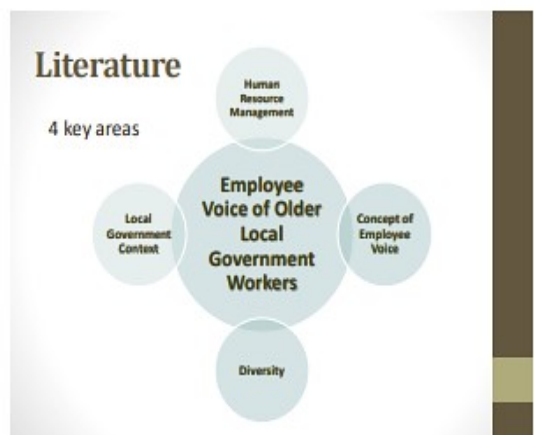 Literature
4 key areas
Human
Resource
Management
Employee
Voice of Older
Local
Government
Workers
Local
Government
Context
Concept of
Employee
Voice
Diversity